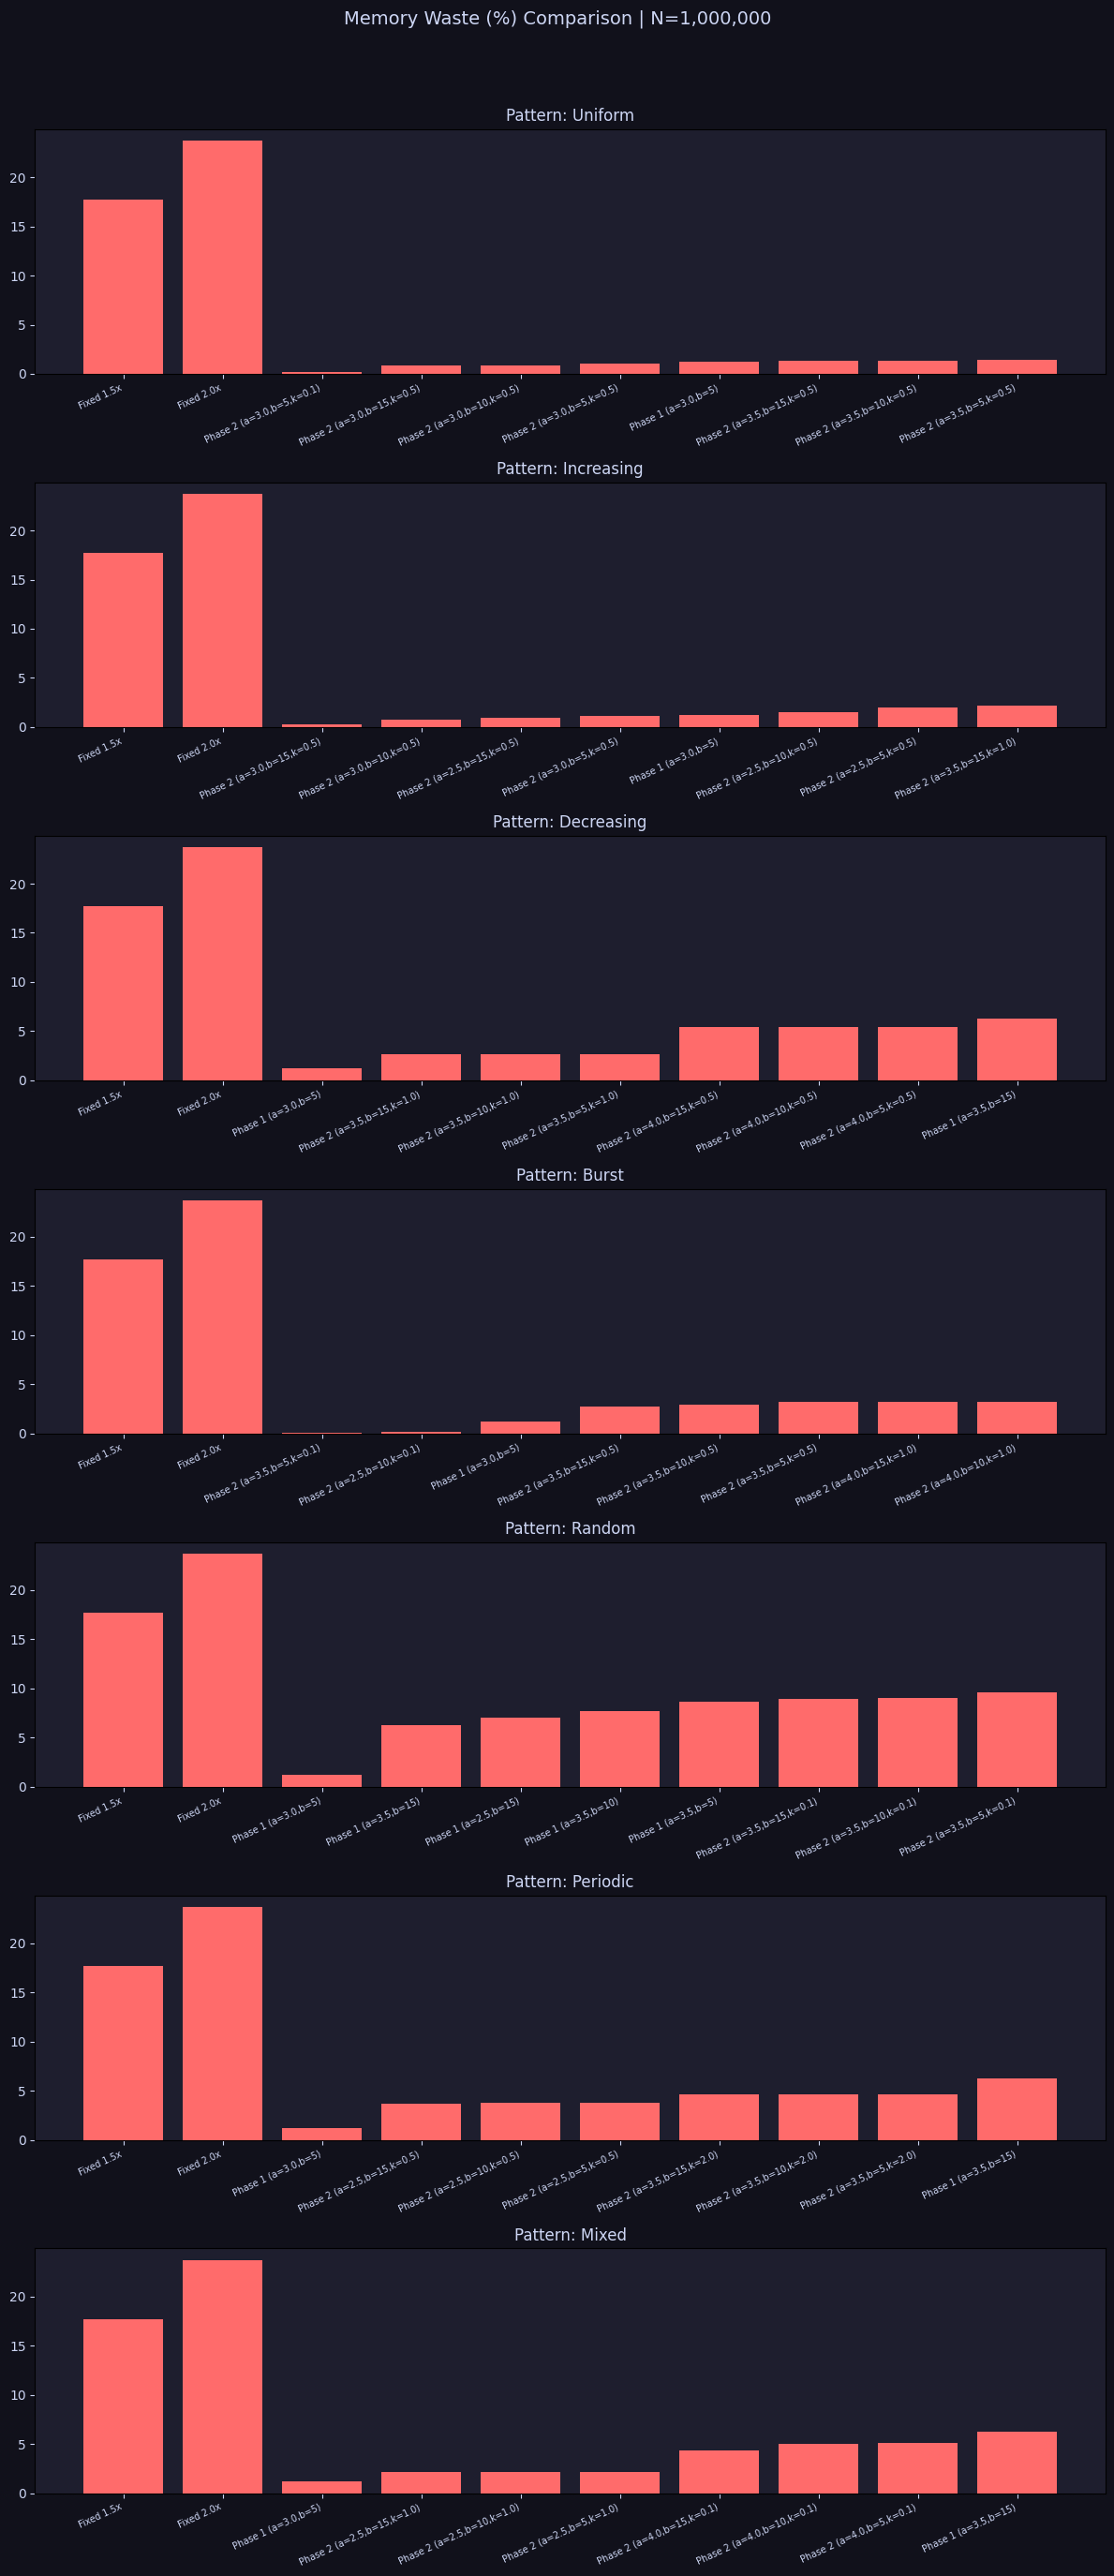 Memory Waste (%) Comparison | N=1,000,000
Pattern: Uniform
20
15
10
5
0
Fixed 1.5x
Fixed 2.0x
Phase 2 (a=3.0,b=5,k=0.1)
Phase 2 (a=3.0,b=15,k=0.5)
Phase 2 (a=3.0,b=10,k=0.5)
Phase 2 (a=3.0,b=5,k=0.5)
Phase 1 (a=3.0,b=5)
Phase 2 (a=3.5,b=15,k=0.5)
Phase 2 (a=3.5,b=10,k=0.5)
Phase 2 (a=3.5,b=5,k=0.5)
Pattern: Increasing
20
15
10
5
0
Fixed 1.5x
Fixed 2.0x
Phase 2 (a=3.0,b=15,k=0.5)
Phase 2 (a=3.0,b=10,k=0.5)
Phase 2 (a=2.5,b=15,k=0.5)
Phase 2 (a=3.0,b=5,k=0.5)
Phase 1 (a=3.0,b=5)
Phase 2 (a=2.5,b=10,k=0.5)
Phase 2 (a=2.5,b=5,k=0.5)
Phase 2 (a=3.5,b=15,k=1.0)
Pattern: Decreasing
20
15
10
5
0
Fixed 1.5x
Fixed 2.0x
Phase 1 (a=3.0,b=5)
Phase 2 (a=3.5,b=15,k=1.0)
Phase 2 (a=3.5,b=10,k=1.0)
Phase 2 (a=3.5,b=5,k=1.0)
Phase 2 (a=4.0,b=15,k=0.5)
Phase 2 (a=4.0,b=10,k=0.5)
Phase 2 (a=4.0,b=5,k=0.5)
Phase 1 (a=3.5,b=15)
Pattern: Burst
20
15
10
5
0
Fixed 1.5x
Fixed 2.0x
Phase 2 (a=3.5,b=5,k=0.1)
Phase 2 (a=2.5,b=10,k=0.1)
Phase 1 (a=3.0,b=5)
Phase 2 (a=3.5,b=15,k=0.5)
Phase 2 (a=3.5,b=10,k=0.5)
Phase 2 (a=3.5,b=5,k=0.5)
Phase 2 (a=4.0,b=15,k=1.0)
Phase 2 (a=4.0,b=10,k=1.0)
Pattern: Random
20
15
10
5
0
Fixed 1.5x
Fixed 2.0x
Phase 1 (a=3.0,b=5)
Phase 1 (a=3.5,b=15)
Phase 1 (a=2.5,b=15)
Phase 1 (a=3.5,b=10)
Phase 1 (a=3.5,b=5)
Phase 2 (a=3.5,b=15,k=0.1)
Phase 2 (a=3.5,b=10,k=0.1)
Phase 2 (a=3.5,b=5,k=0.1)
Pattern: Periodic
20
15
10
5
0
Fixed 1.5x
Fixed 2.0x
Phase 1 (a=3.0,b=5)
Phase 2 (a=2.5,b=15,k=0.5)
Phase 2 (a=2.5,b=10,k=0.5)
Phase 2 (a=2.5,b=5,k=0.5)
Phase 2 (a=3.5,b=15,k=2.0)
Phase 2 (a=3.5,b=10,k=2.0)
Phase 2 (a=3.5,b=5,k=2.0)
Phase 1 (a=3.5,b=15)
Pattern: Mixed
20
15
10
5
0
Fixed 1.5x
Fixed 2.0x
Phase 1 (a=3.0,b=5)
Phase 2 (a=2.5,b=15,k=1.0)
Phase 2 (a=2.5,b=10,k=1.0)
Phase 2 (a=2.5,b=5,k=1.0)
Phase 2 (a=4.0,b=15,k=0.1)
Phase 2 (a=4.0,b=10,k=0.1)
Phase 2 (a=4.0,b=5,k=0.1)
Phase 1 (a=3.5,b=15)